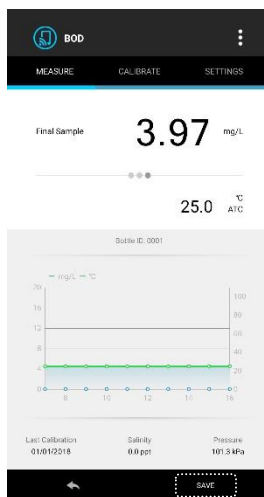 BOD
MEASURE CALIBRATE SETTINGS
Final Sample 3.97 mg/L
25.0 °C ATC
Bottle ID: 0001
mg/L °C
20
16 100
12 80
60
8 40
4 20
0 0
6 8 10 12 14 16
Last Calibration Salinity Pressure
01/01/2018 0.0 ppt 101.3 kPa
SAVE